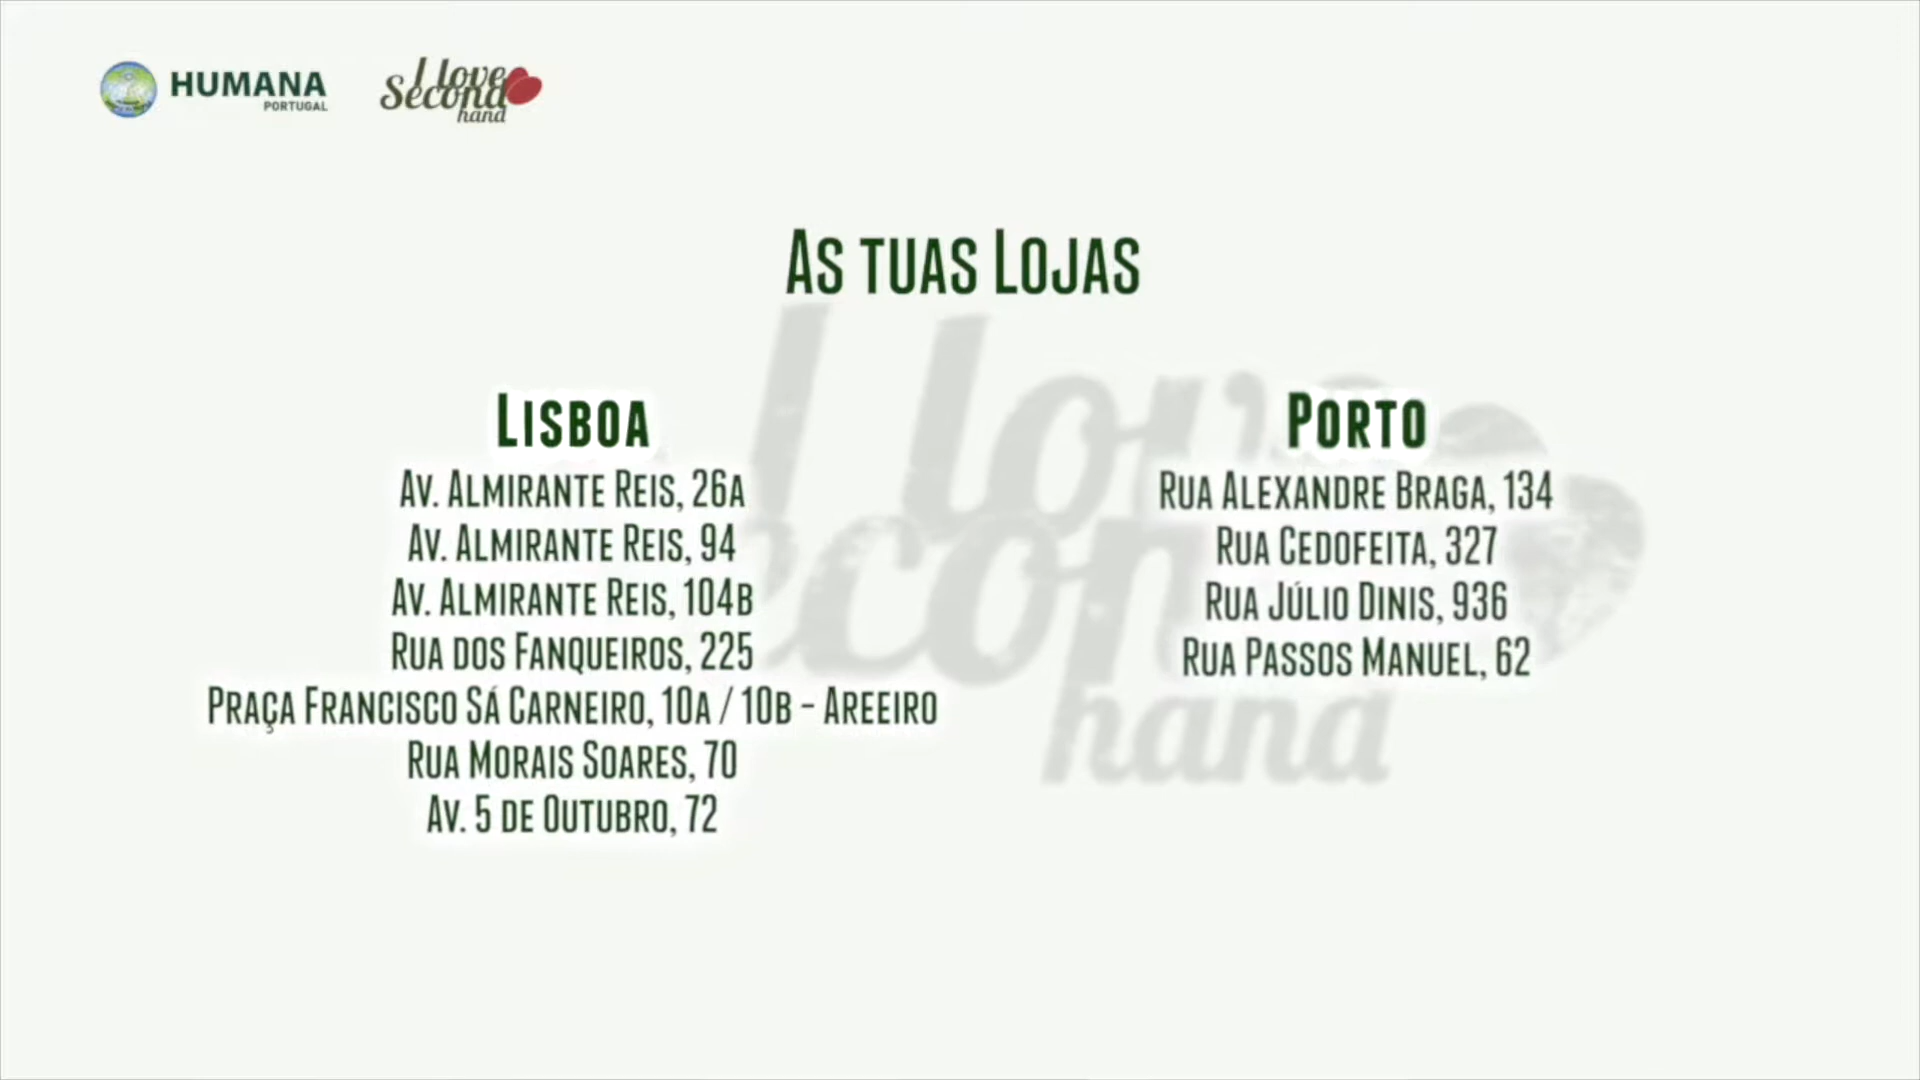 HUMANA
PORTUGAL
I love
Second
hand
As tuas Lojas
Lisboa
Av. Almirante Reis, 26A
Av. Almirante Reis, 94
Av. Almirante Reis, 104B
Rua dos Fanqueiros, 225
Praça Francisco Sá Carneiro, 10A / 10B - Areeiro
Rua Morais Soares, 70
Av. 5 de Outubro, 72
Porto
Rua Alexandre Braga, 134
Rua Cedofeita, 327
Rua Júlio Dinis, 936
Rua Passos Manuel, 62
I love
Second
hand